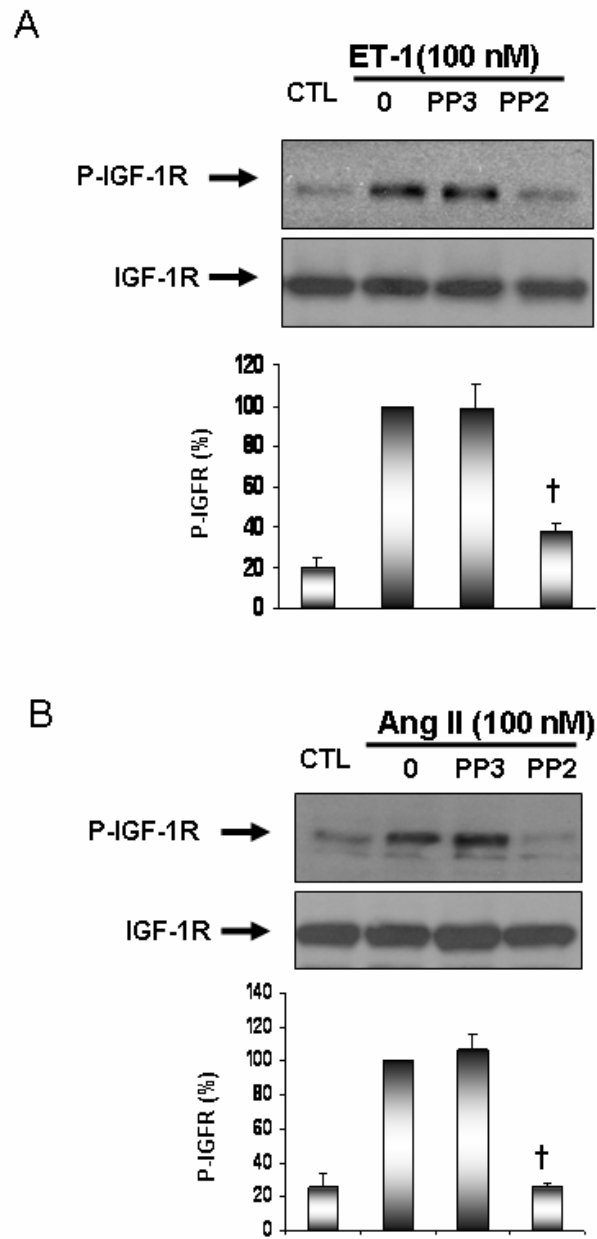 A
ET-1(100 nM)
CTL 0 PP3 PP2
P-IGF-1R
IGF-1R
120
100
80
60
40
20
0
P-IGFR (%)
†
B
Ang II (100 nM)
CTL 0 PP3 PP2
P-IGF-1R
IGF-1R
140
120
100
80
60
40
20
0
P-IGFR (%)
†